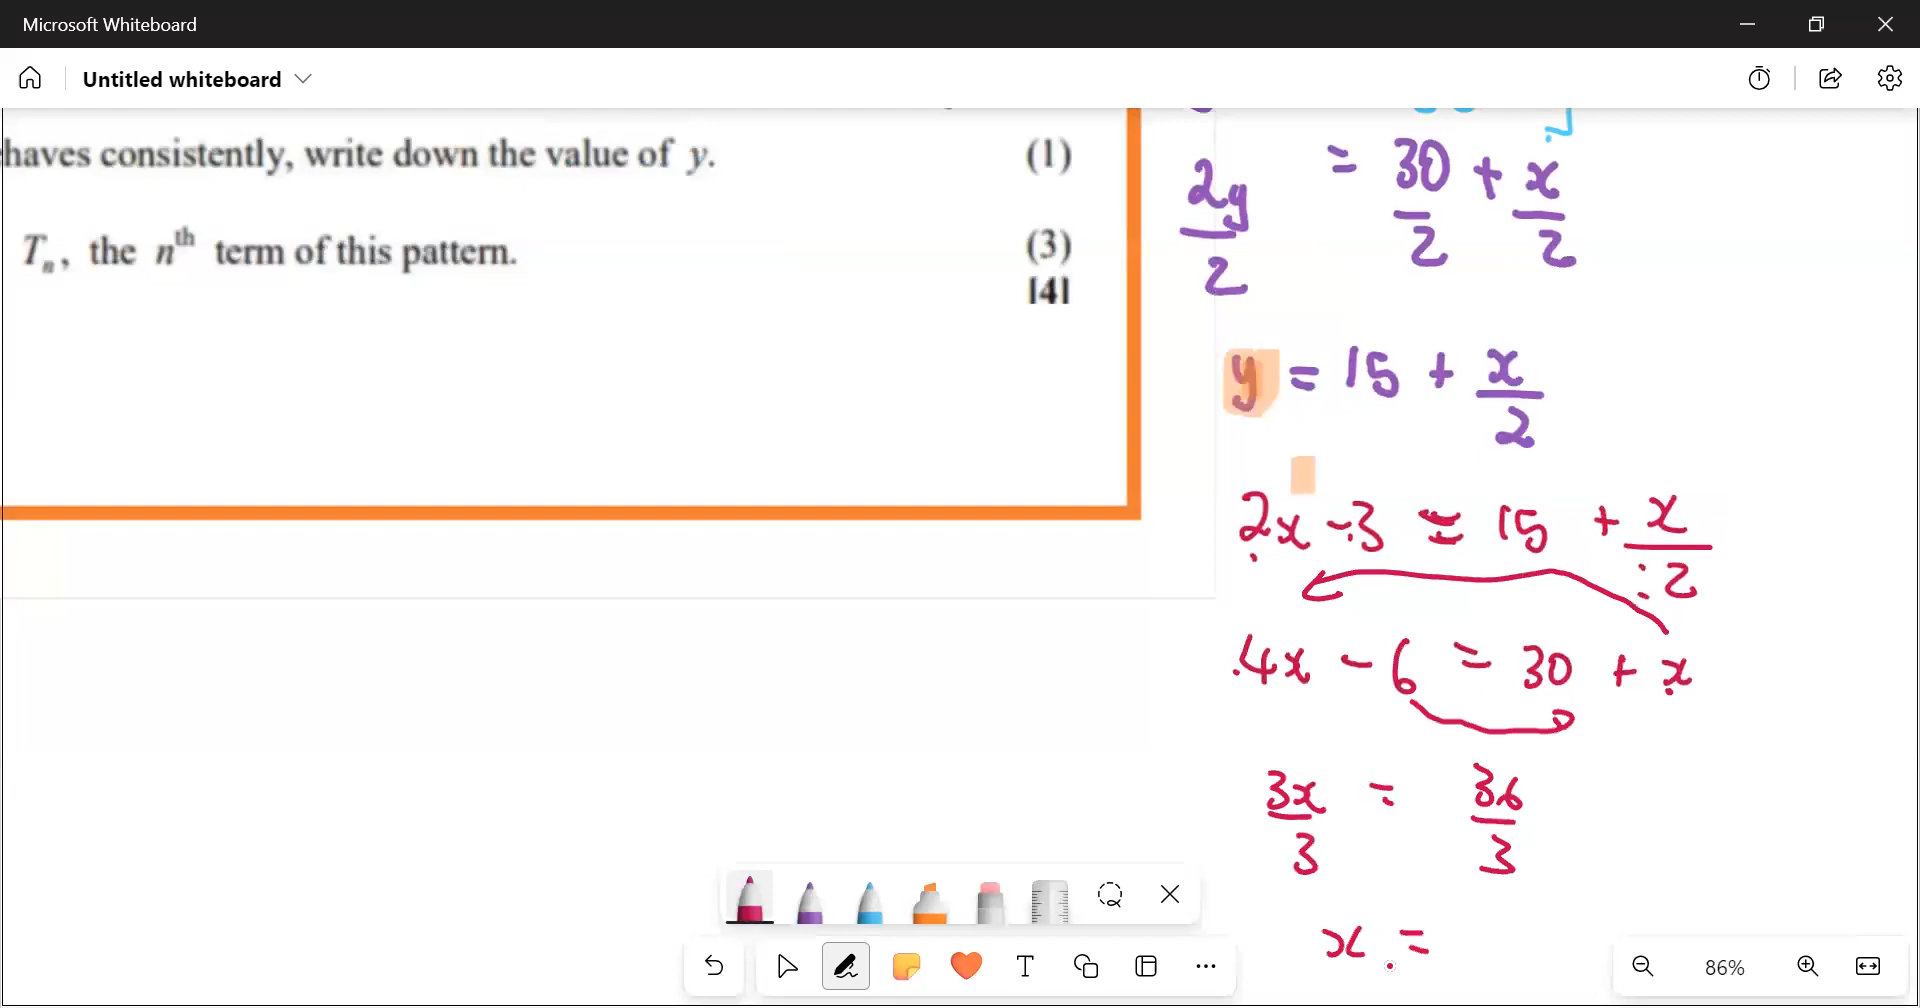 Microsoft Whiteboard
Untitled whiteboard
haves consistently, write down the value of y. (1)
Tn, the nth term of this pattern. (3)
[4]
2y/2 = 30/2 + x/2
y = 15 + x/2
2x - 3 = 15 + x/2
4x - 6 = 30 + x
3x/3 = 36/3
x =
86%